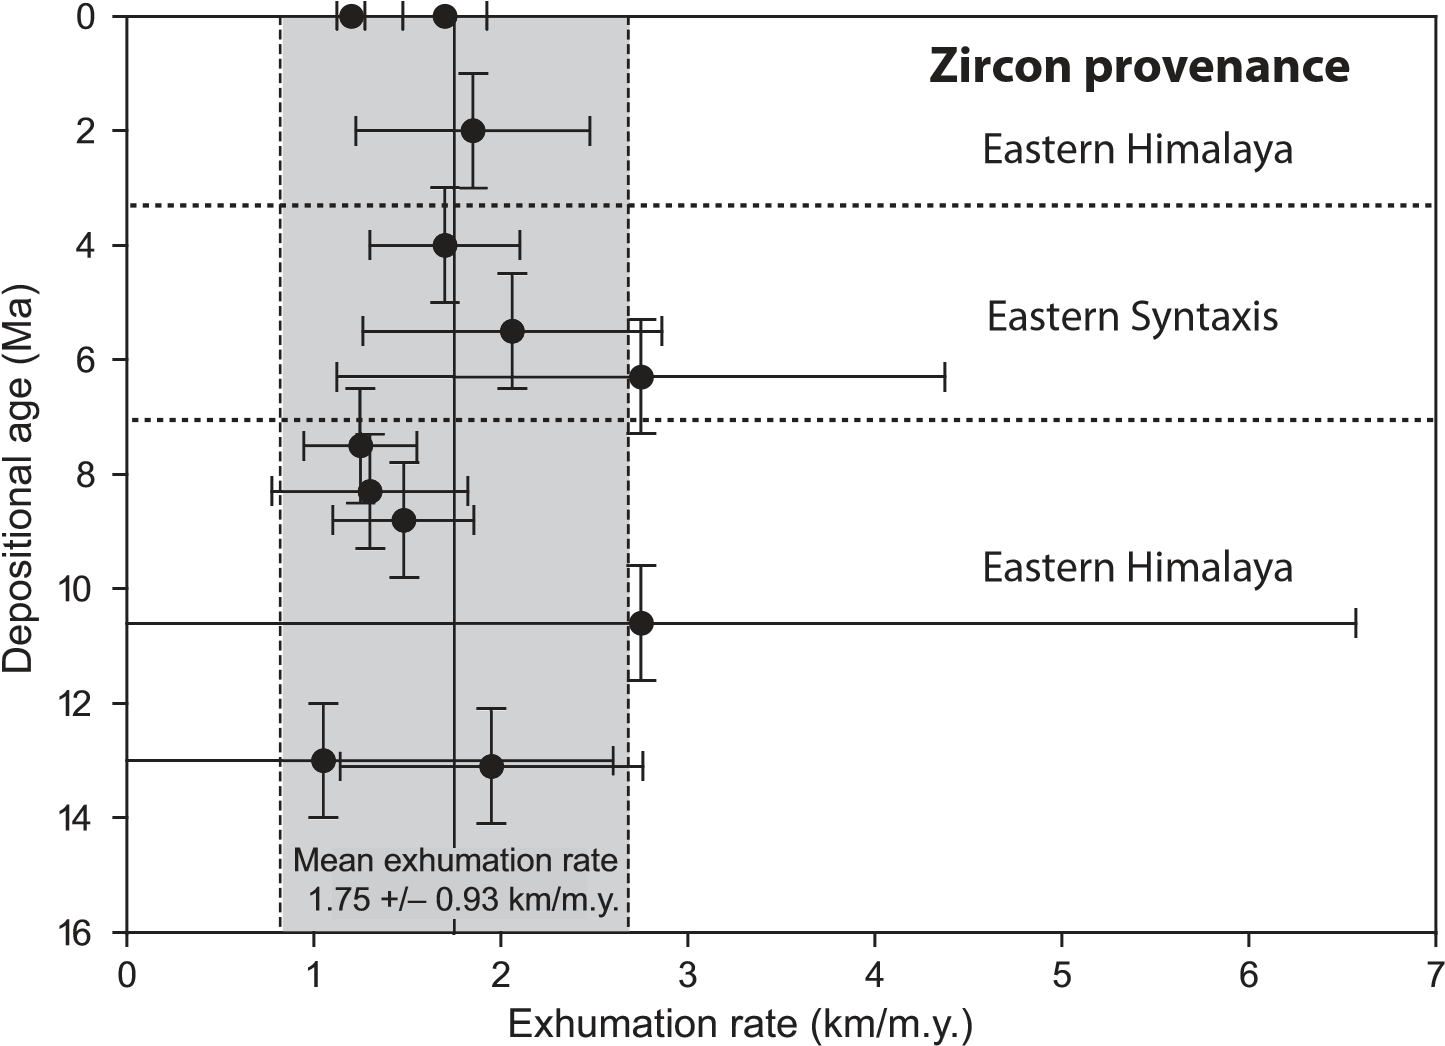 Zircon provenance
Eastern Himalaya
Eastern Syntaxis
Eastern Himalaya
Mean exhumation rate
1.75 +/– 0.93 km/m.y.
Depositional age (Ma)
0
2
4
6
8
10
12
14
16
0 1 2 3 4 5 6 7
Exhumation rate (km/m.y.)